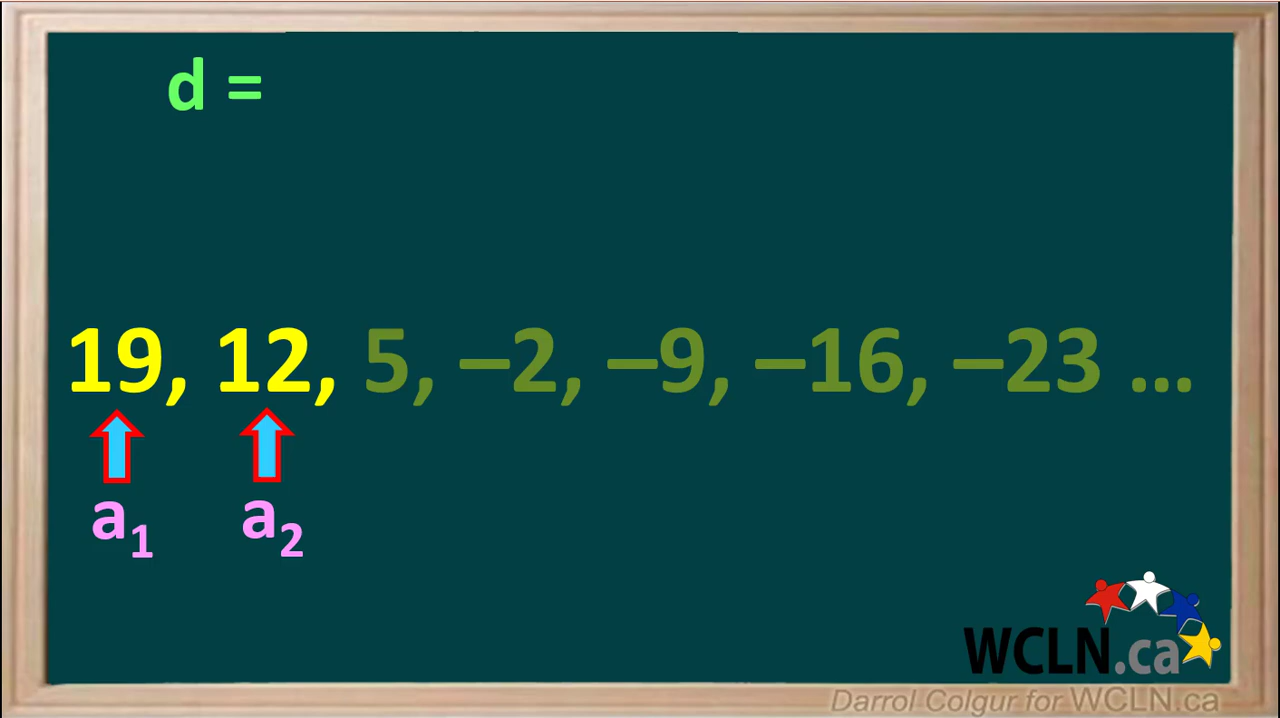 d =
19, 12, 5, –2, –9, –16, –23 ...
a₁ a₂
WCLN.ca
Darrol Colgur for WCLN.ca